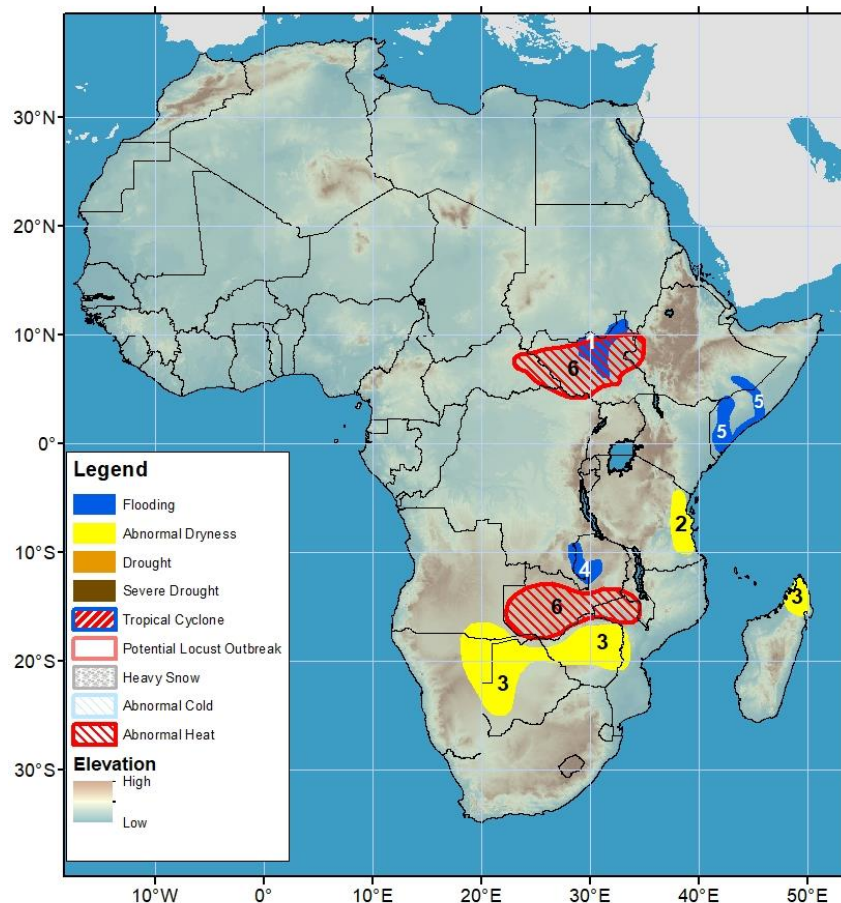 30°N
20°N
10°N
1
6
5
5
0°
2
10°S
4
3
6
3
20°S
3
30°S
Legend
Flooding
Abnormal Dryness
Drought
Severe Drought
Tropical Cyclone
Potential Locust Outbreak
Heavy Snow
Abnormal Cold
Abnormal Heat
Elevation
High
Low
10°W 0° 10°E 20°E 30°E 40°E 50°E